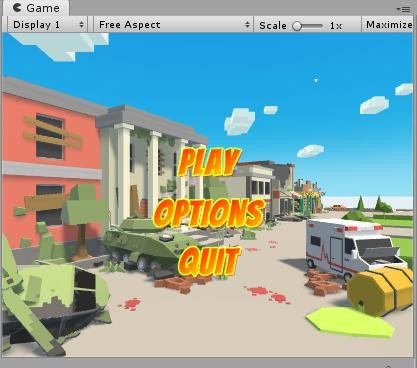 Game
Display 1 Free Aspect Scale 1x Maximize
PLAY
OPTIONS
QUIT